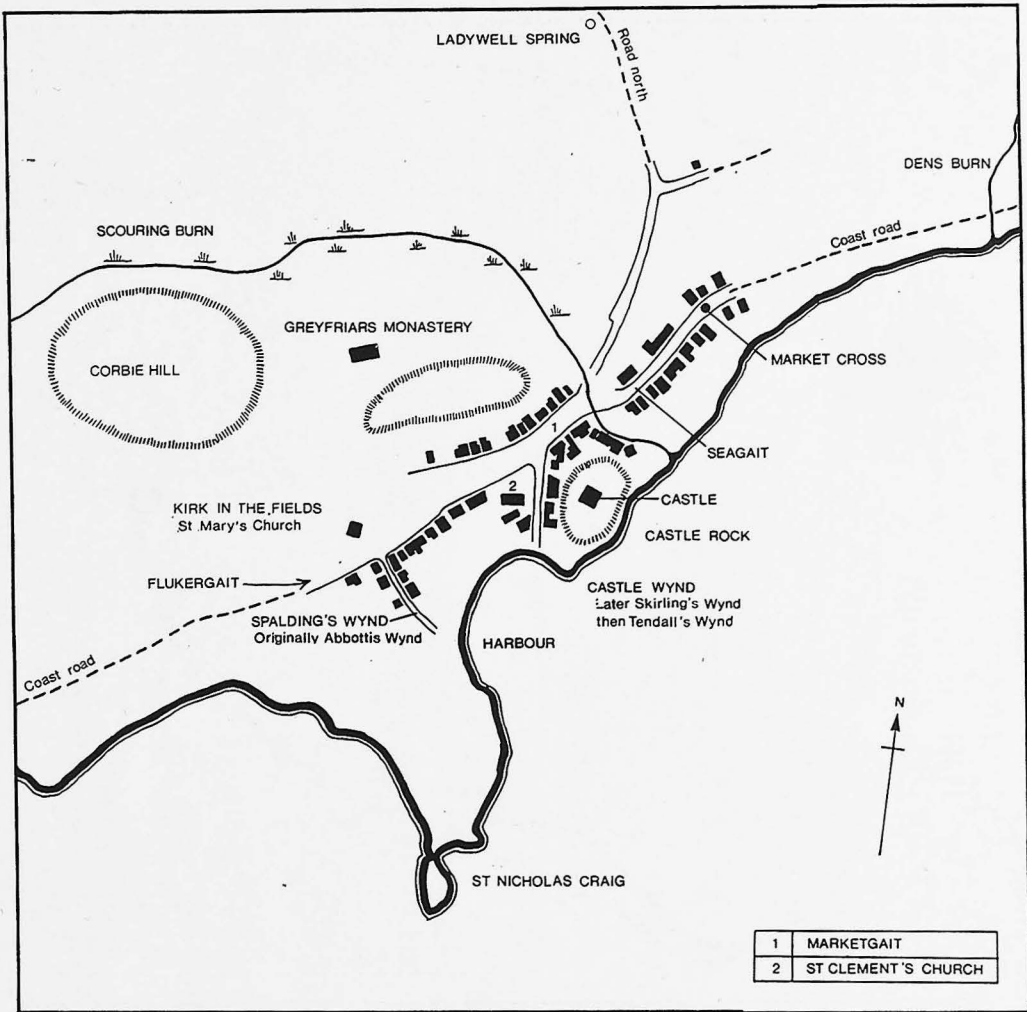 LADYWELL SPRING
Road north
DENS BURN
SCOURING BURN
Coast road
GREYFRIARS MONASTERY
CORBIE HILL
MARKET CROSS
1
SEAGAIT
2
CASTLE
KIRK IN THE FIELDS
St Mary's Church
CASTLE ROCK
FLUKERGAIT
CASTLE WYND
Later Skirling's Wynd
then Tendall's Wynd
SPALDING'S WYND
Originally Abbottis Wynd
HARBOUR
Coast road
N
ST NICHOLAS CRAIG
1 MARKETGAIT
2 ST CLEMENT'S CHURCH